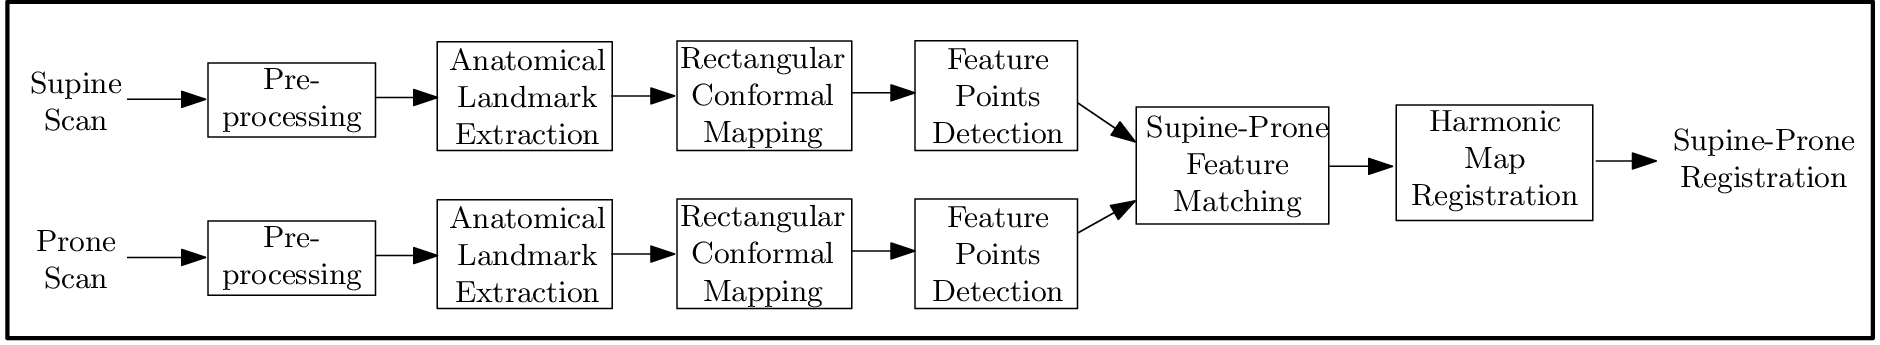 Supine
Scan
Pre-
processing
Anatomical
Landmark
Extraction
Rectangular
Conformal
Mapping
Feature
Points
Detection
Prone
Scan
Pre-
processing
Anatomical
Landmark
Extraction
Rectangular
Conformal
Mapping
Feature
Points
Detection
Supine-Prone
Feature
Matching
Harmonic
Map
Registration
Supine-Prone
Registration